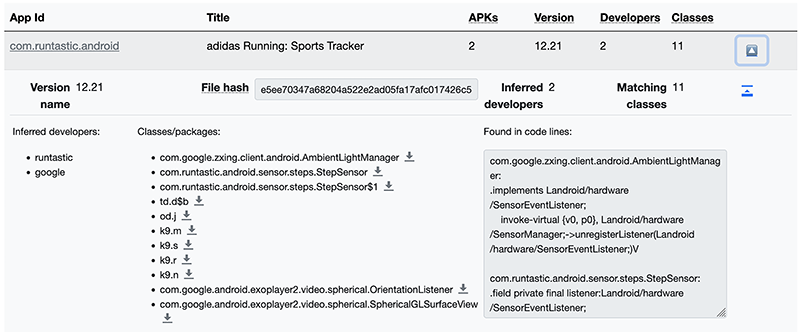 App Id Title APKs Version Developers Classes
com.runtastic.android adidas Running: Sports Tracker 2 12.21 2 11
Version name 12.21 File hash e5ee70347a68204a522e2ad05fa17afc017426c5 Inferred developers 2 Matching classes 11
Inferred developers:
• runtastic
• google
Classes/packages:
• com.google.zxing.client.android.AmbientLightManager
• com.runtastic.android.sensor.steps.StepSensor
• com.runtastic.android.sensor.steps.StepSensor$1
• td.d$b
• od.j
• k9.m
• k9.s
• k9.r
• k9.n
• com.google.android.exoplayer2.video.spherical.OrientationListener
• com.google.android.exoplayer2.video.spherical.SphericalGLSurfaceView
Found in code lines:
com.google.zxing.client.android.AmbientLightManag
er:
.implements Landroid/hardware
/SensorEventListener;
invoke-virtual {v0, p0}, Landroid/hardware
/SensorManager;->unregisterListener(Landroid
/hardware/SensorEventListener;)V
com.runtastic.android.sensor.steps.StepSensor:
.field private final listener:Landroid/hardware
/SensorEventListener;